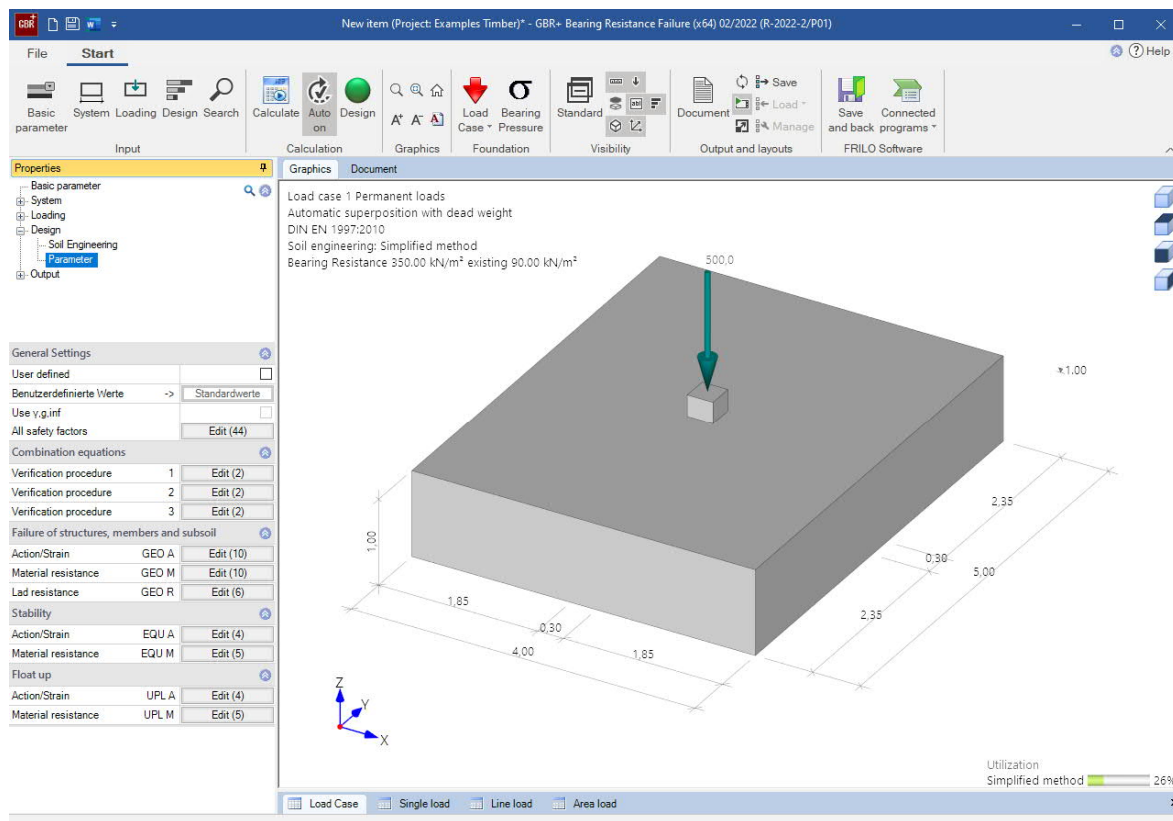 GBR+
New item (Project: Examples Timber)* - GBR+ Bearing Resistance Failure (x64) 02/2022 (R-2022-2/P01)
File Start
? Help
Basic parameter
System Loading Design Search
Input
Calculate
Auto on
Design
Calculation
A+ A- A
Graphics
Load Case
σ Bearing Pressure
Foundation
Standard
Visibility
Document
Save
Load
Manage
Output and layouts
Save and back
Connected programs
FRILO Software
Properties
Basic parameter
System
Loading
Design
Soil Engineering
Parameter
Output
General Settings
User defined
Benutzerdefinierte Werte -> Standardwerte
Use γ,g.inf
All safety factors Edit (44)
Combination equations
Verification procedure 1 Edit (2)
Verification procedure 2 Edit (2)
Verification procedure 3 Edit (2)
Failure of structures, members and subsoil
Action/Strain GEO A Edit (10)
Material resistance GEO M Edit (10)
Lad resistance GEO R Edit (6)
Stability
Action/Strain EQU A Edit (4)
Material resistance EQU M Edit (5)
Float up
Action/Strain UPL A Edit (4)
Material resistance UPL M Edit (5)
Graphics Document
Load case 1 Permanent loads
Automatic superposition with dead weight
DIN EN 1997:2010
Soil engineering: Simplified method
Bearing Resistance 350.00 kN/m² existing 90.00 kN/m²
500,0
1.00
2,35
0,30
5,00
2,35
1,00
1,85
0,30
4,00
1,85
Z
Y
X
Utilization
Simplified method 26%
Load Case Single load Line load Area load